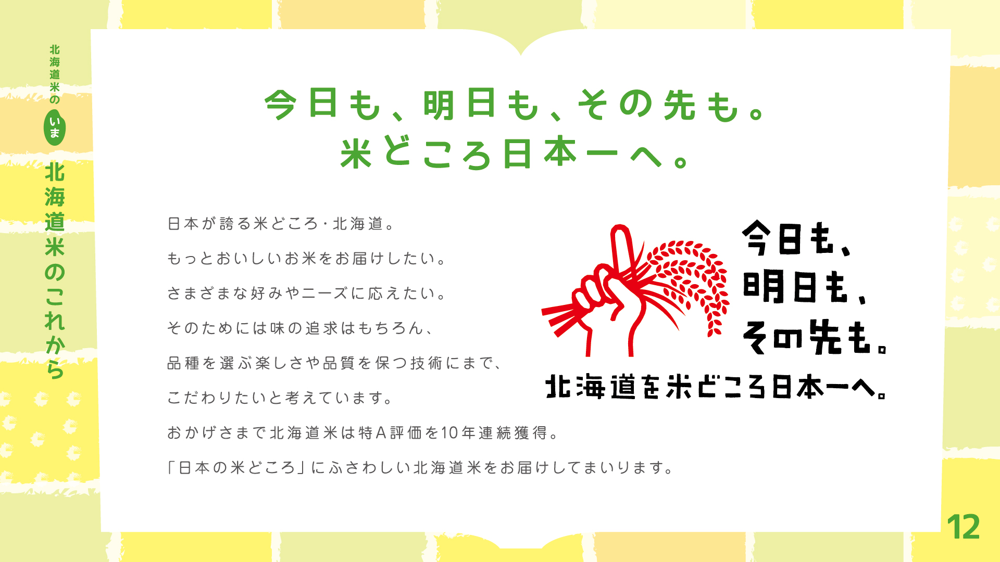 北海道米の
いま
北海道米のこれから
今日も、明日も、その先も。
米どころ日本一へ。
日本が誇る米どころ・北海道。
もっとおいしいお米をお届けしたい。
さまざまな好みやニーズに応えたい。
そのためには味の追求はもちろん、
品種を選ぶ楽しさや品質を保つ技術にまで、
こだわりたいと考えています。
おかげさまで北海道米は特A評価を10年連続獲得。
「日本の米どころ」にふさわしい北海道米をお届けしてまいります。
今日も、
明日も、
その先も。
北海道を米どころ日本一へ。
12